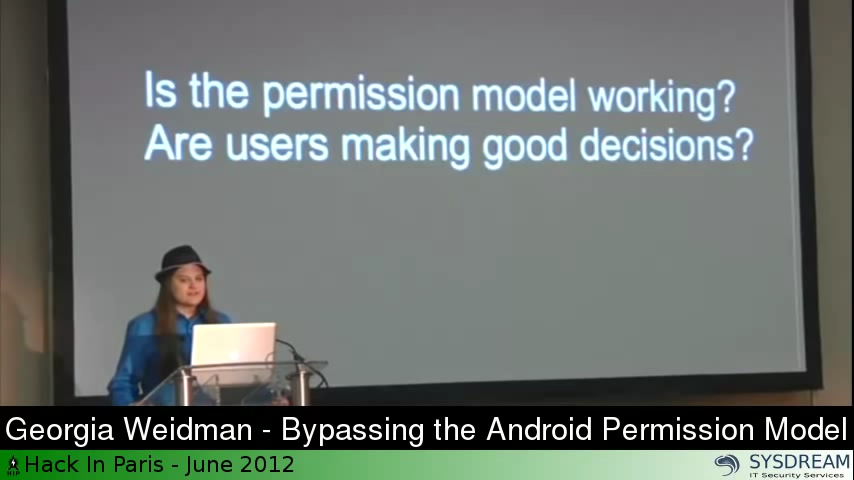 Is the permission model working?
Are users making good decisions?
Georgia Weidman - Bypassing the Android Permission Model
HIP
Hack In Paris - June 2012
SYSDREAM
IT Security Services